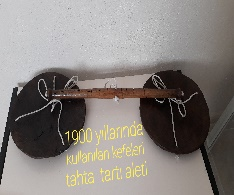 1900 yıllarında
kullanılan kefeleri
tahta tartı aleti